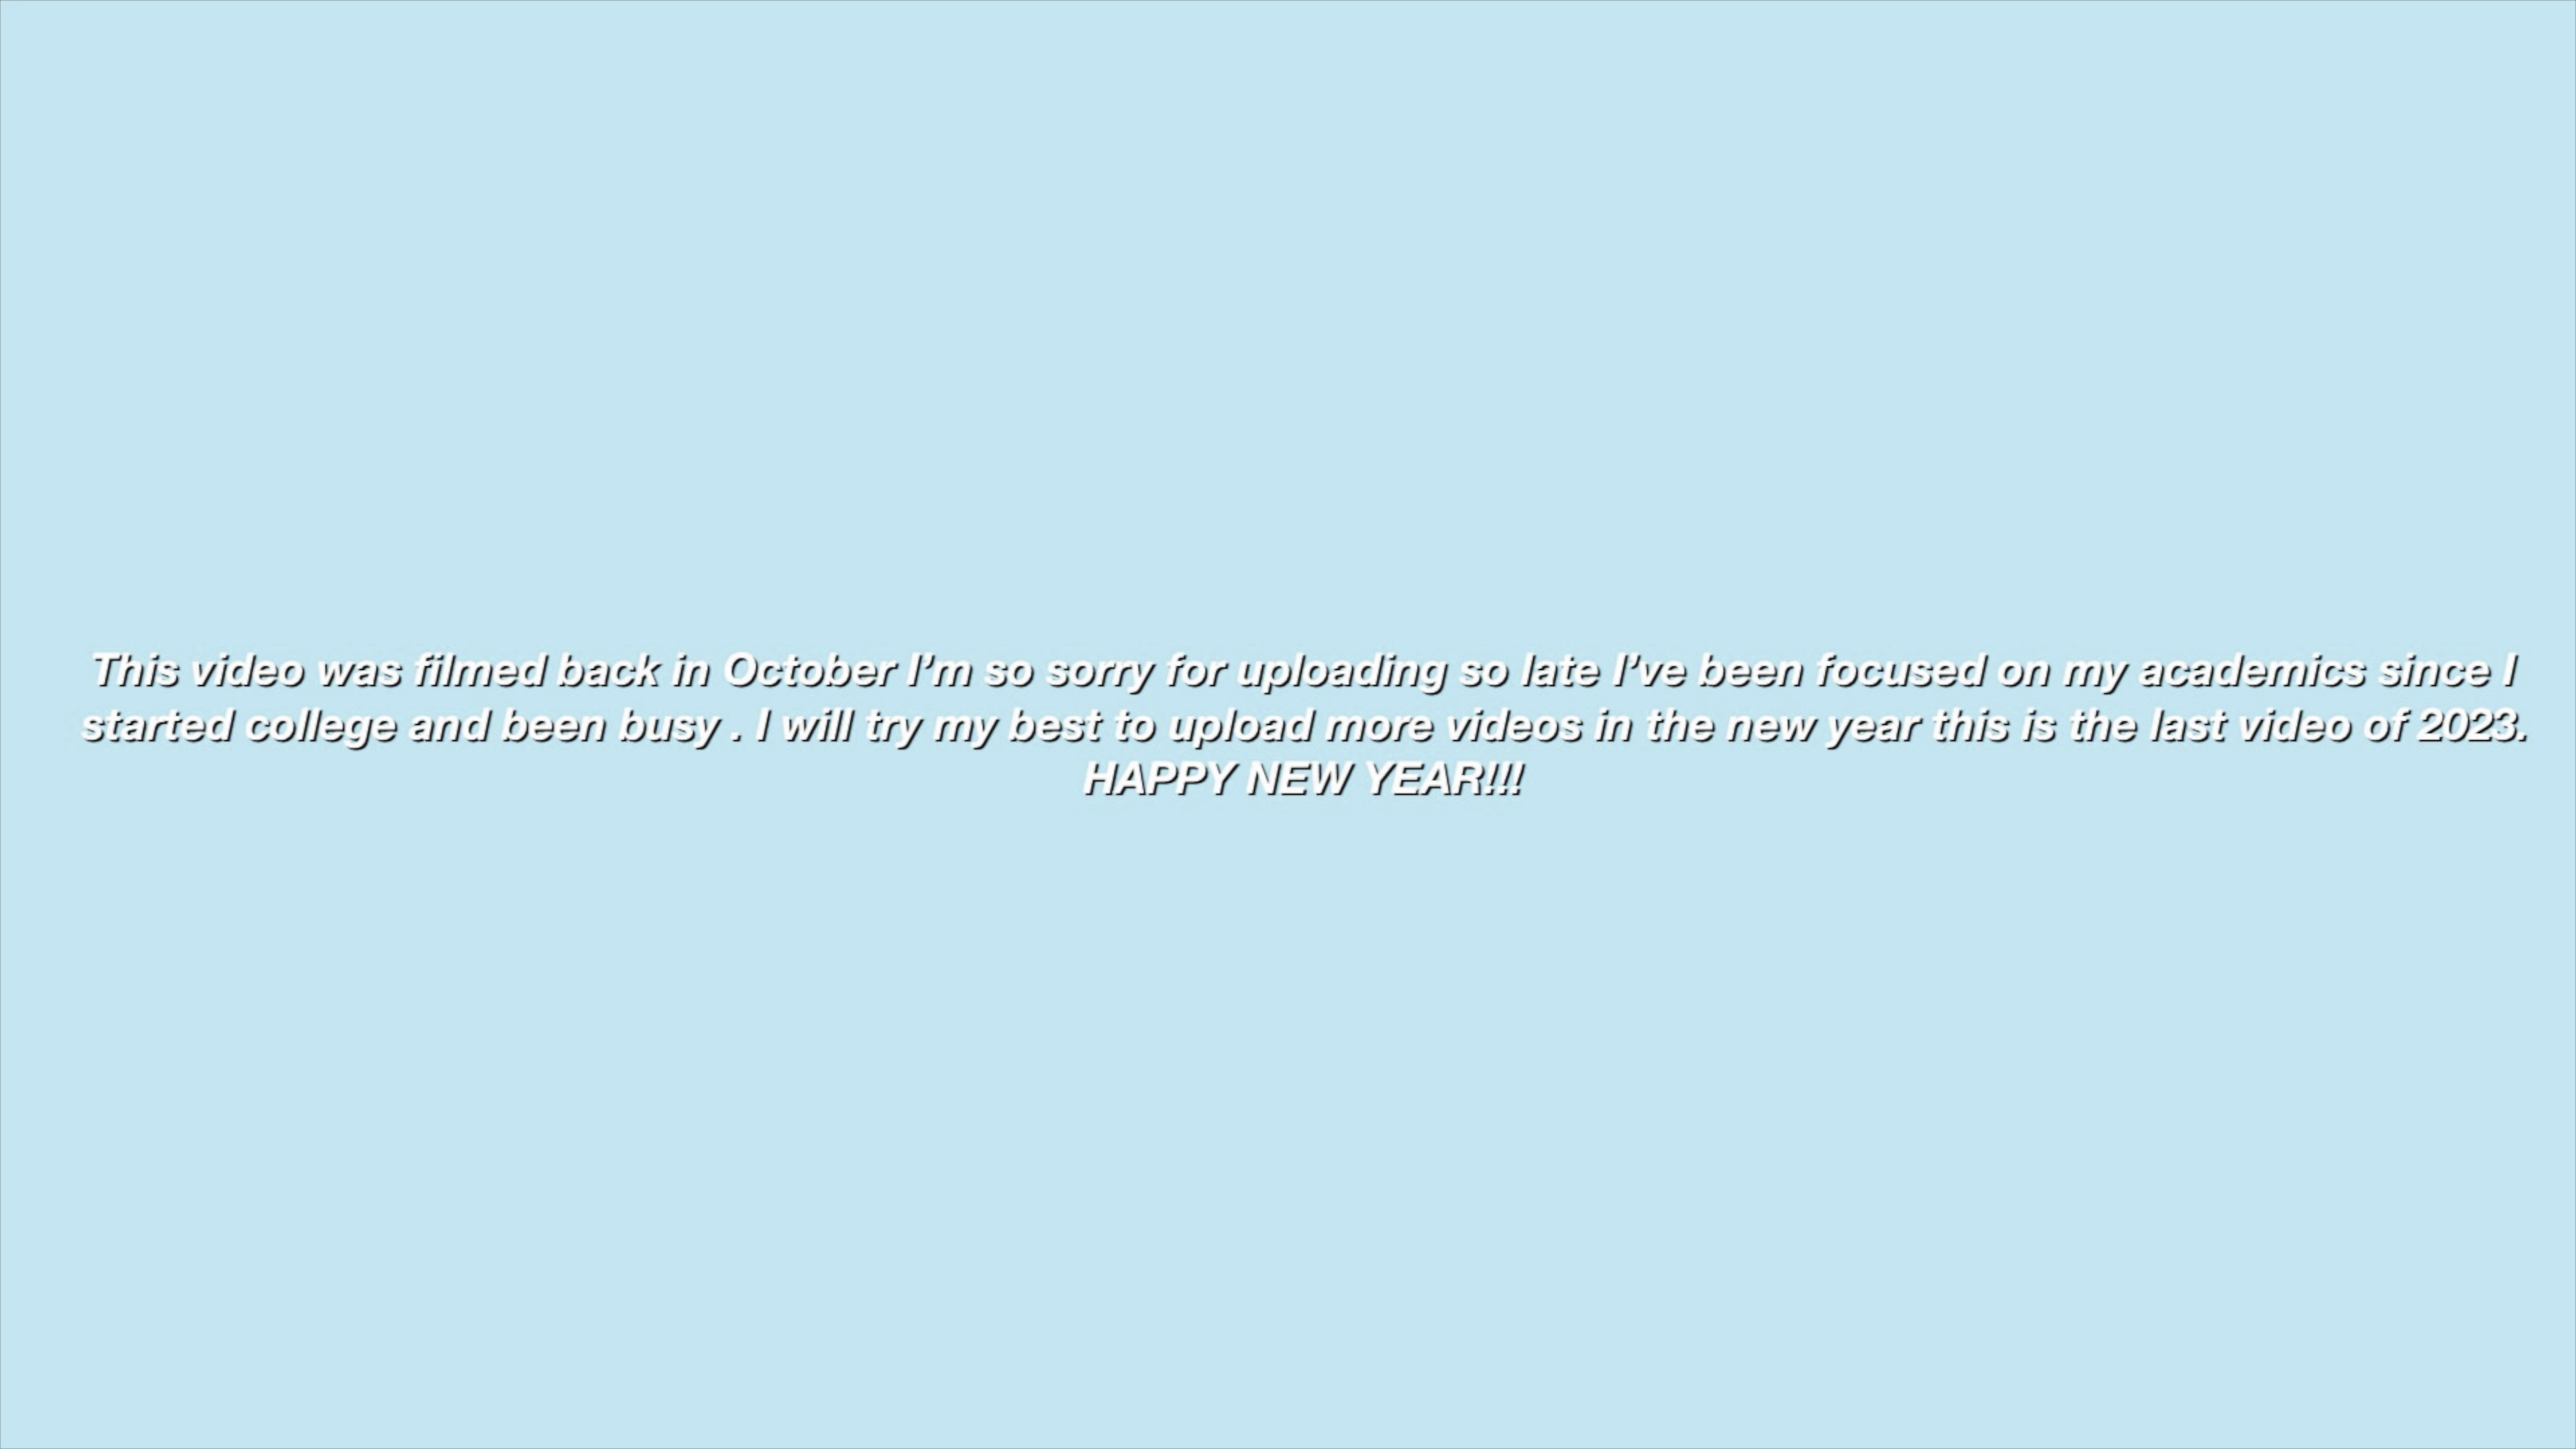 This video was filmed back in October I’m so sorry for uploading so late I’ve been focused on my academics since I
started college and been busy . I will try my best to upload more videos in the new year this is the last video of 2023.
HAPPY NEW YEAR!!!